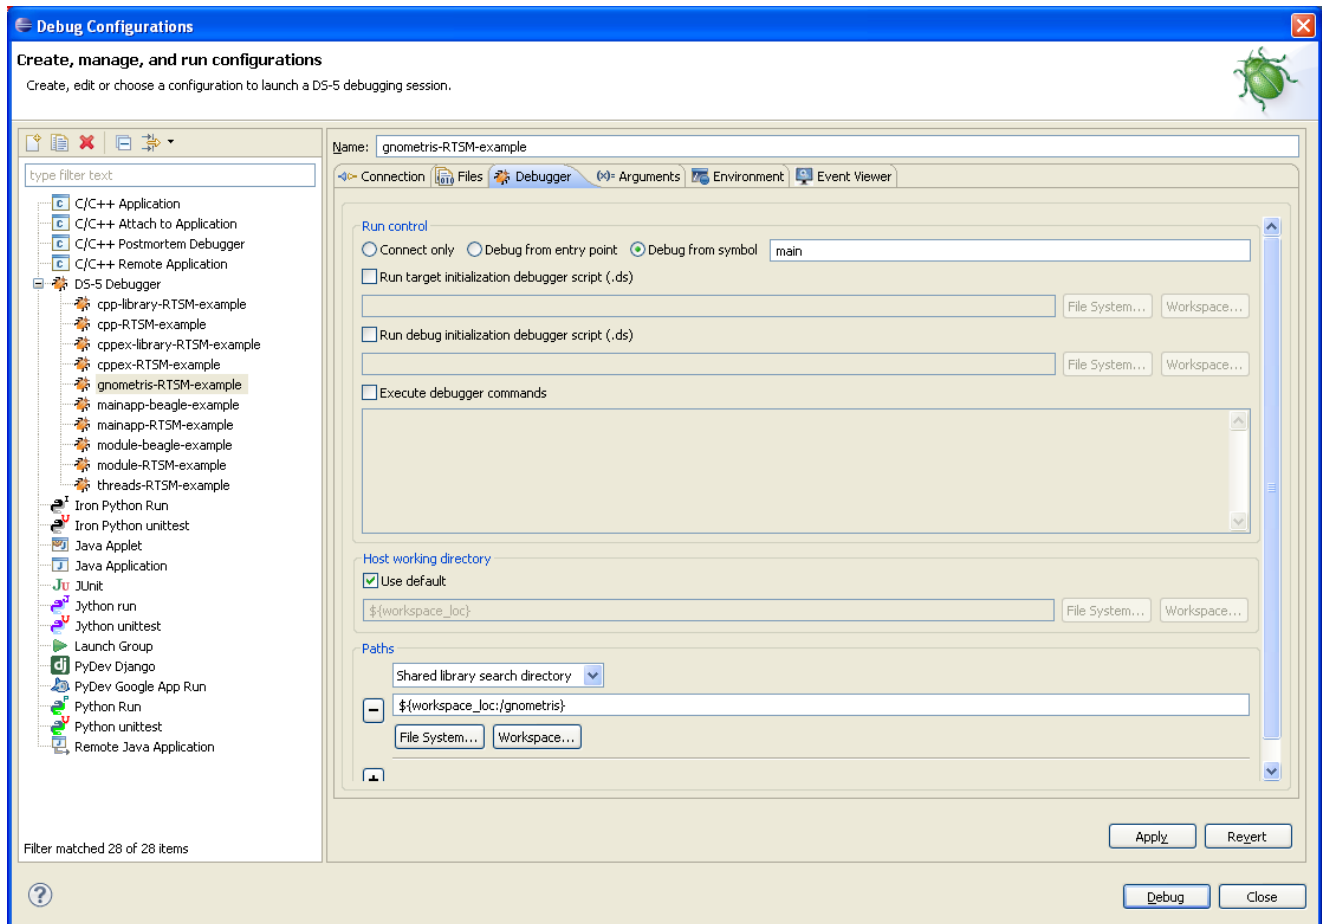 Debug Configurations
Create, manage, and run configurations
Create, edit or choose a configuration to launch a DS-5 debugging session.
type filter text
C/C++ Application
C/C++ Attach to Application
C/C++ Postmortem Debugger
C/C++ Remote Application
DS-5 Debugger
cpp-library-RTSM-example
cpp-RTSM-example
cppex-library-RTSM-example
cppex-RTSM-example
gnometris-RTSM-example
mainapp-beagle-example
mainapp-RTSM-example
module-beagle-example
module-RTSM-example
threads-RTSM-example
Iron Python Run
Iron Python unittest
Java Applet
Java Application
JUnit
Jython run
Jython unittest
Launch Group
PyDev Django
PyDev Google App Run
Python Run
Python unittest
Remote Java Application
Filter matched 28 of 28 items
Name: gnometris-RTSM-example
Connection Files Debugger (x)= Arguments Environment Event Viewer
Run control
Connect only Debug from entry point Debug from symbol main
Run target initialization debugger script (.ds)
File System... Workspace...
Run debug initialization debugger script (.ds)
File System... Workspace...
Execute debugger commands
Host working directory
Use default
${workspace_loc} File System... Workspace...
Paths
Shared library search directory
${workspace_loc:/gnometris}
File System... Workspace...
Apply Revert
Debug Close